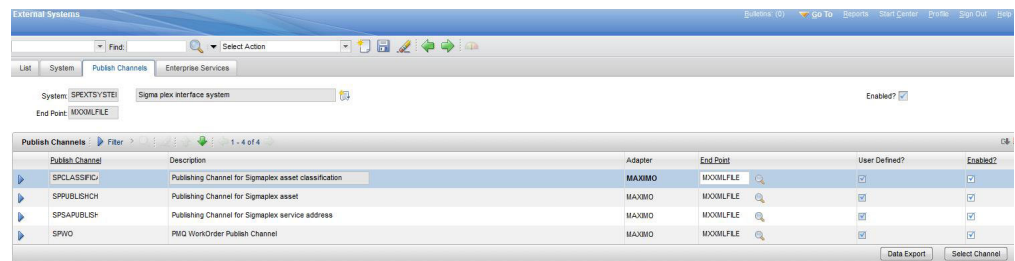 External Systems
Bulletins: (0) Go To Reports Start Center Profile Sign Out Help
Find: Select Action
List System Publish Channels Enterprise Services
System: SPEXTSYSTEI Sigma plex interface system Enabled?
End Point: MXXMLFILE
Publish Channels Filter 1 - 4 of 4
Publish Channel Description Adapter End Point User Defined? Enabled?
SPCLASSIFIC/ Publishing Channel for Sigmaplex asset classification MAXIMO MXXMLFILE
SPPUBLISHCH Publishing Channel for Sigmaplex asset MAXIMO MXXMLFILE
SPSAPUBLISH Publishing Channel for Sigmaplex service address MAXIMO MXXMLFILE
SPWO PMQ WorkOrder Publish Channel MAXIMO MXXMLFILE
Data Export Select Channel